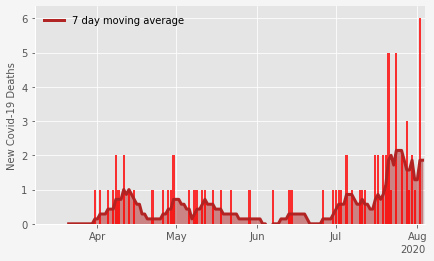 7 day moving average
New Covid-19 Deaths
6
5
4
3
2
1
0
Apr
May
Jun
Jul
Aug
2020